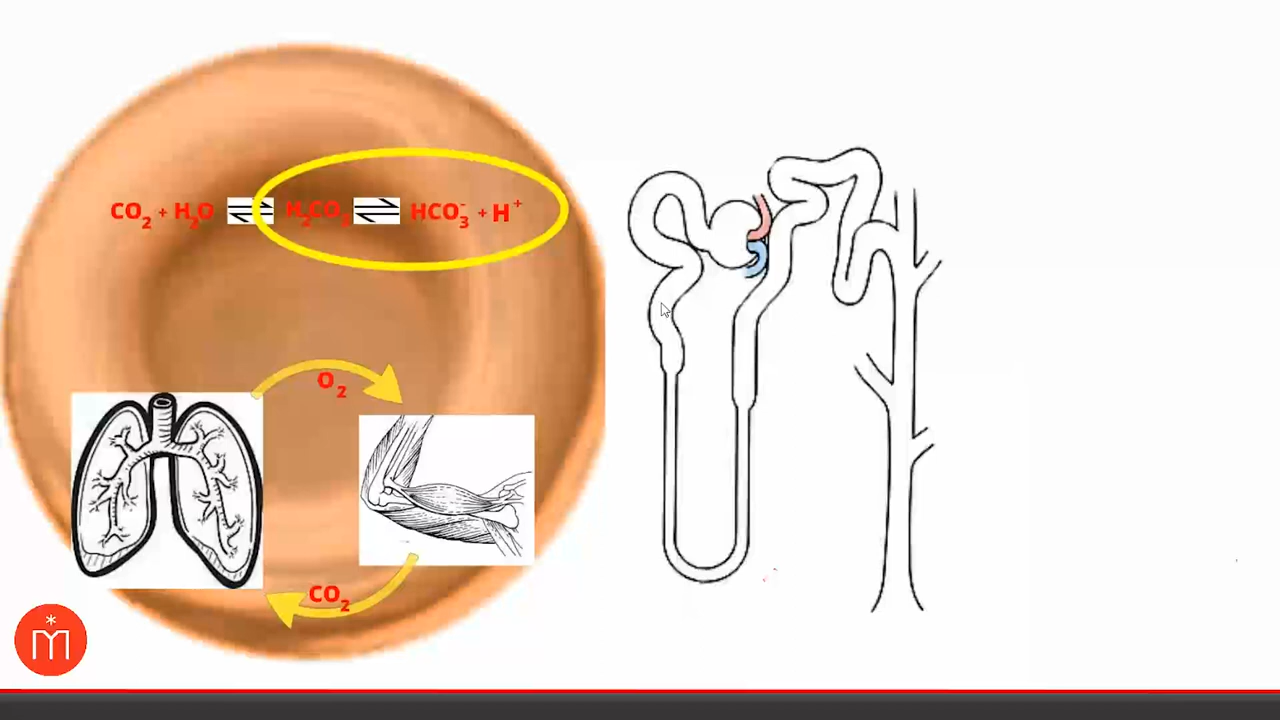 CO₂ + H₂O ⇌ H₂CO₃ ⇌ HCO₃⁻ + H⁺
O₂
CO₂